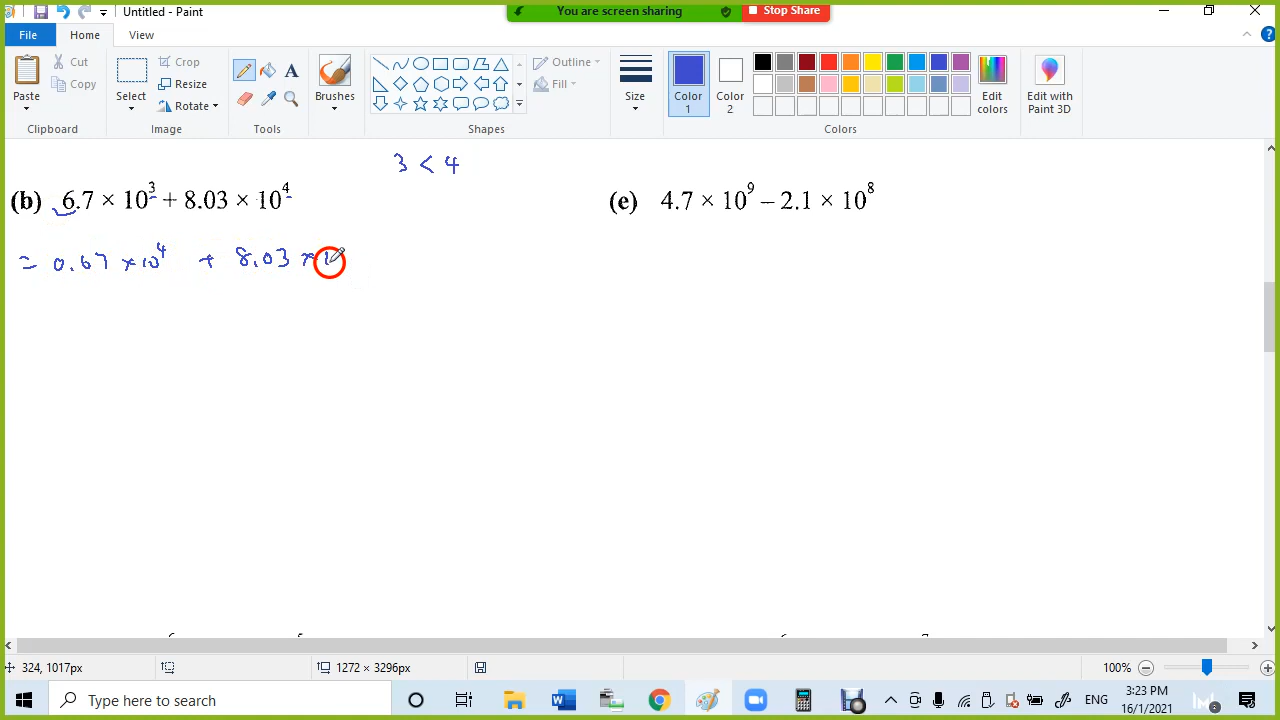 Untitled - Paint
You are screen sharing
Stop Share
File Home View
Paste Cut Copy
Select Crop Resize Rotate
Brushes
Outline Fill
Size
Color 1
Color 2
Edit colors
Edit with Paint 3D
Clipboard Image Tools Shapes Colors
3 < 4
(b) 6.7 × 10³ + 8.03 × 10⁴
(e) 4.7 × 10⁹ – 2.1 × 10⁸
= 0.67 × 10⁴ + 8.03 × 1
324, 1017px 1272 × 3296px 100%
Type here to search
ENG
3:23 PM
16/1/2021